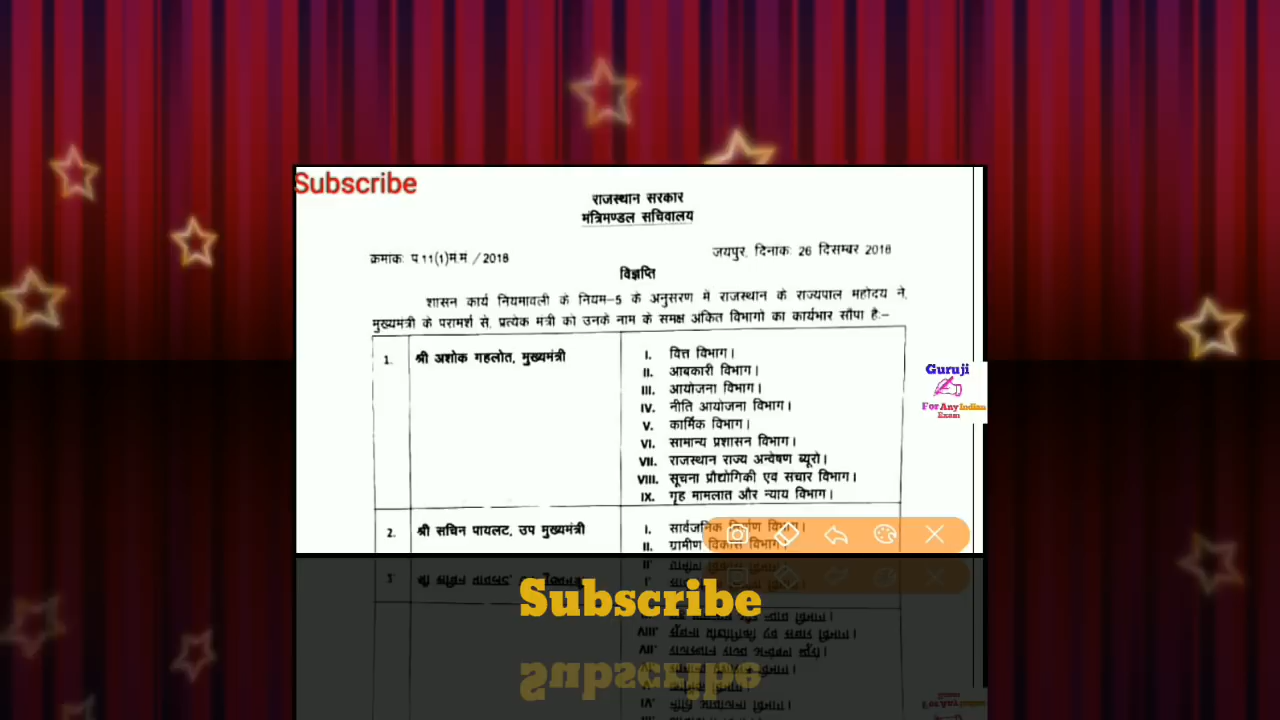 Subscribe
राजस्थान सरकार
मंत्रिमण्डल सचिवालय
क्रमांक: प 11(1)म.मं /2018
जयपुर, दिनांक: 26 दिसम्बर 2018
विज्ञप्ति
शासन कार्य नियमावली के नियम-5 के अनुसरण में राजस्थान के राज्यपाल महोदय ने,
मुख्यमंत्री के परामर्श से, प्रत्येक मंत्री को उनके नाम के समक्ष अंकित विभागों का कार्यभार सौंपा है:-
1. श्री अशोक गहलोत, मुख्यमंत्री
I. वित्त विभाग।
II. आबकारी विभाग।
III. आयोजना विभाग।
IV. नीति आयोजना विभाग।
V. कार्मिक विभाग।
VI. सामान्य प्रशासन विभाग।
VII. राजस्थान राज्य अन्वेषण ब्यूरो।
VIII. सूचना प्रौद्योगिकी एवं संचार विभाग।
IX. गृह मामलात और न्याय विभाग।
2. श्री सचिन पायलट, उप मुख्यमंत्री
I. सार्वजनिक निर्माण विभाग।
II. ग्रामीण विकास विभाग।
Guruji
For Any Indian
Exam
Subscribe